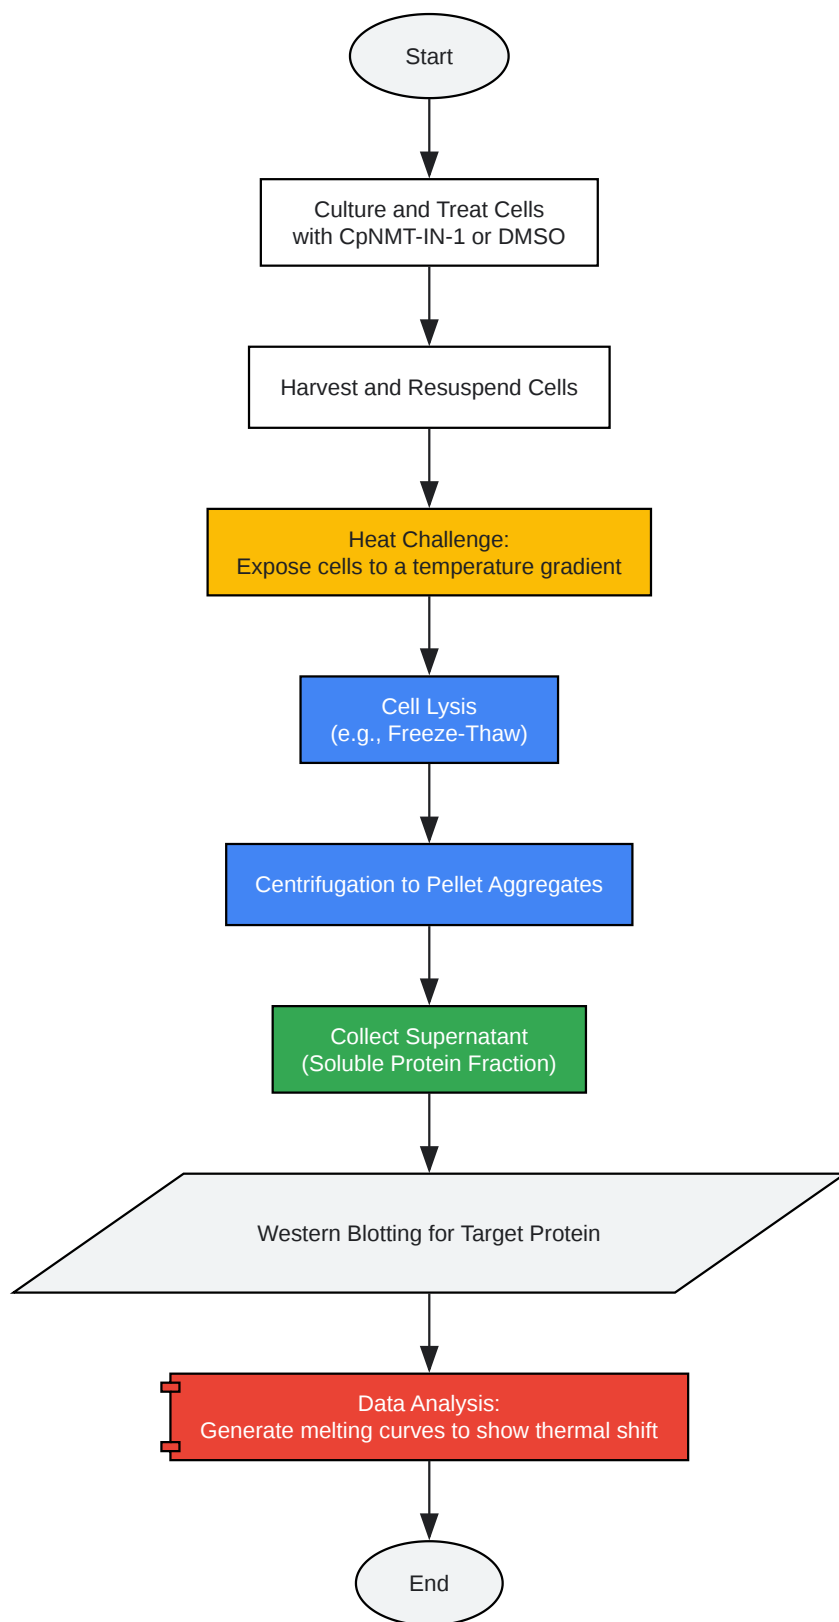 Start
Culture and Treat Cells
with CpNMT-IN-1 or DMSO
Harvest and Resuspend Cells
Heat Challenge:
Expose cells to a temperature gradient
Cell Lysis
(e.g., Freeze-Thaw)
Centrifugation to Pellet Aggregates
Collect Supernatant
(Soluble Protein Fraction)
Western Blotting for Target Protein
Data Analysis:
Generate melting curves to show thermal shift
End